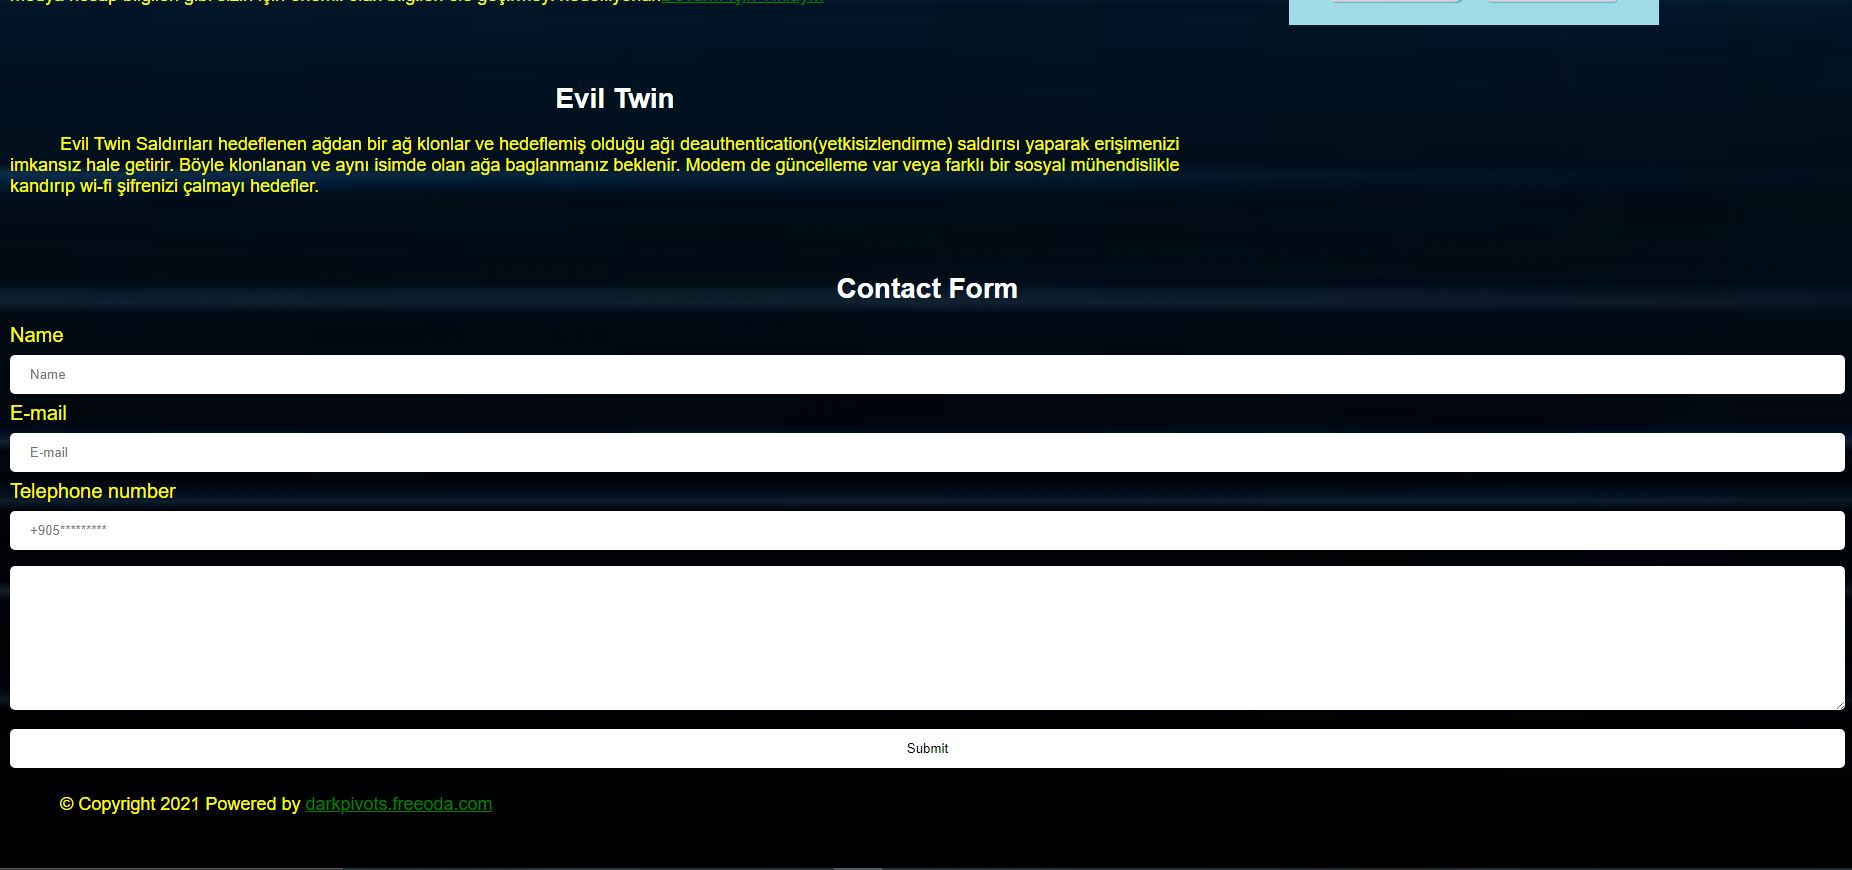 Evil Twin
Evil Twin Saldırıları hedeflenen ağdan bir ağ klonlar ve hedeflemiş olduğu ağı deauthentication(yetkisizlendirme) saldırısı yaparak erişimenizi
imkansız hale getirir. Böyle klonlanan ve aynı isimde olan ağa baglanmanız beklenir. Modem de güncelleme var veya farklı bir sosyal mühendislikle
kandırıp wi-fi şifrenizi çalmayı hedefler.
Contact Form
Name
Name
E-mail
E-mail
Telephone number
+905*********
Submit
© Copyright 2021 Powered by darkpivots.freeoda.com